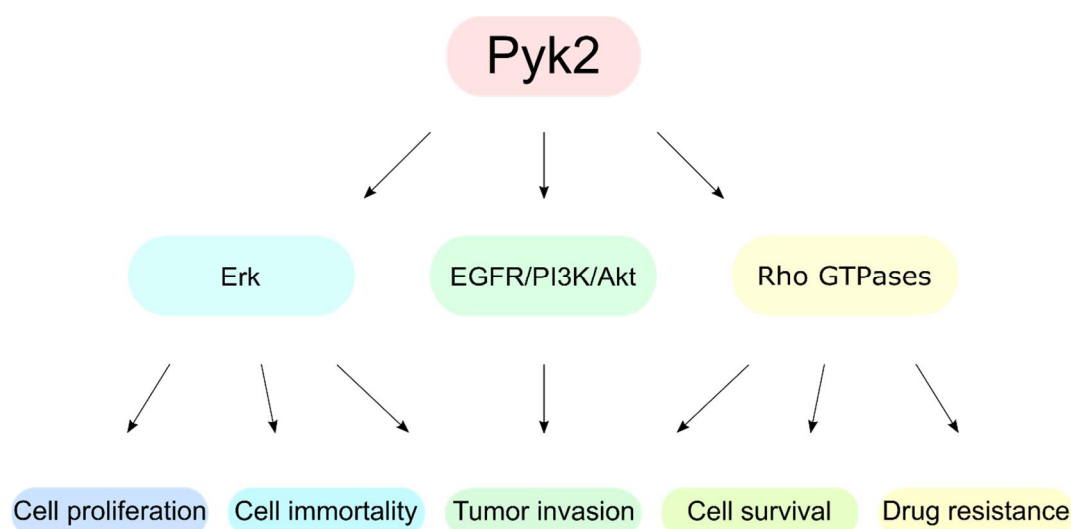 Pyk2
Erk
EGFR/PI3K/Akt
Rho GTPases
Cell proliferation
Cell immortality
Tumor invasion
Cell survival
Drug resistance